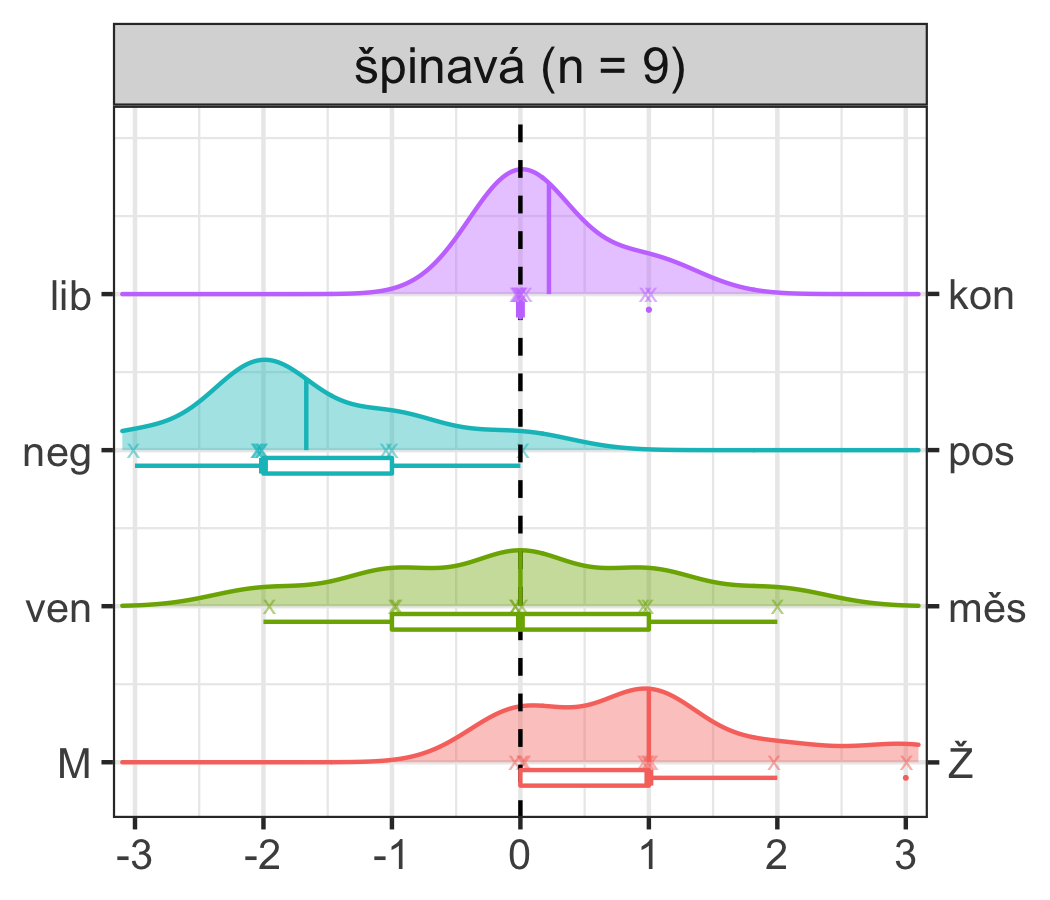 špinavá (n = 9)
lib kon
neg pos
ven měs
M Ž
-3 -2 -1 0 1 2 3